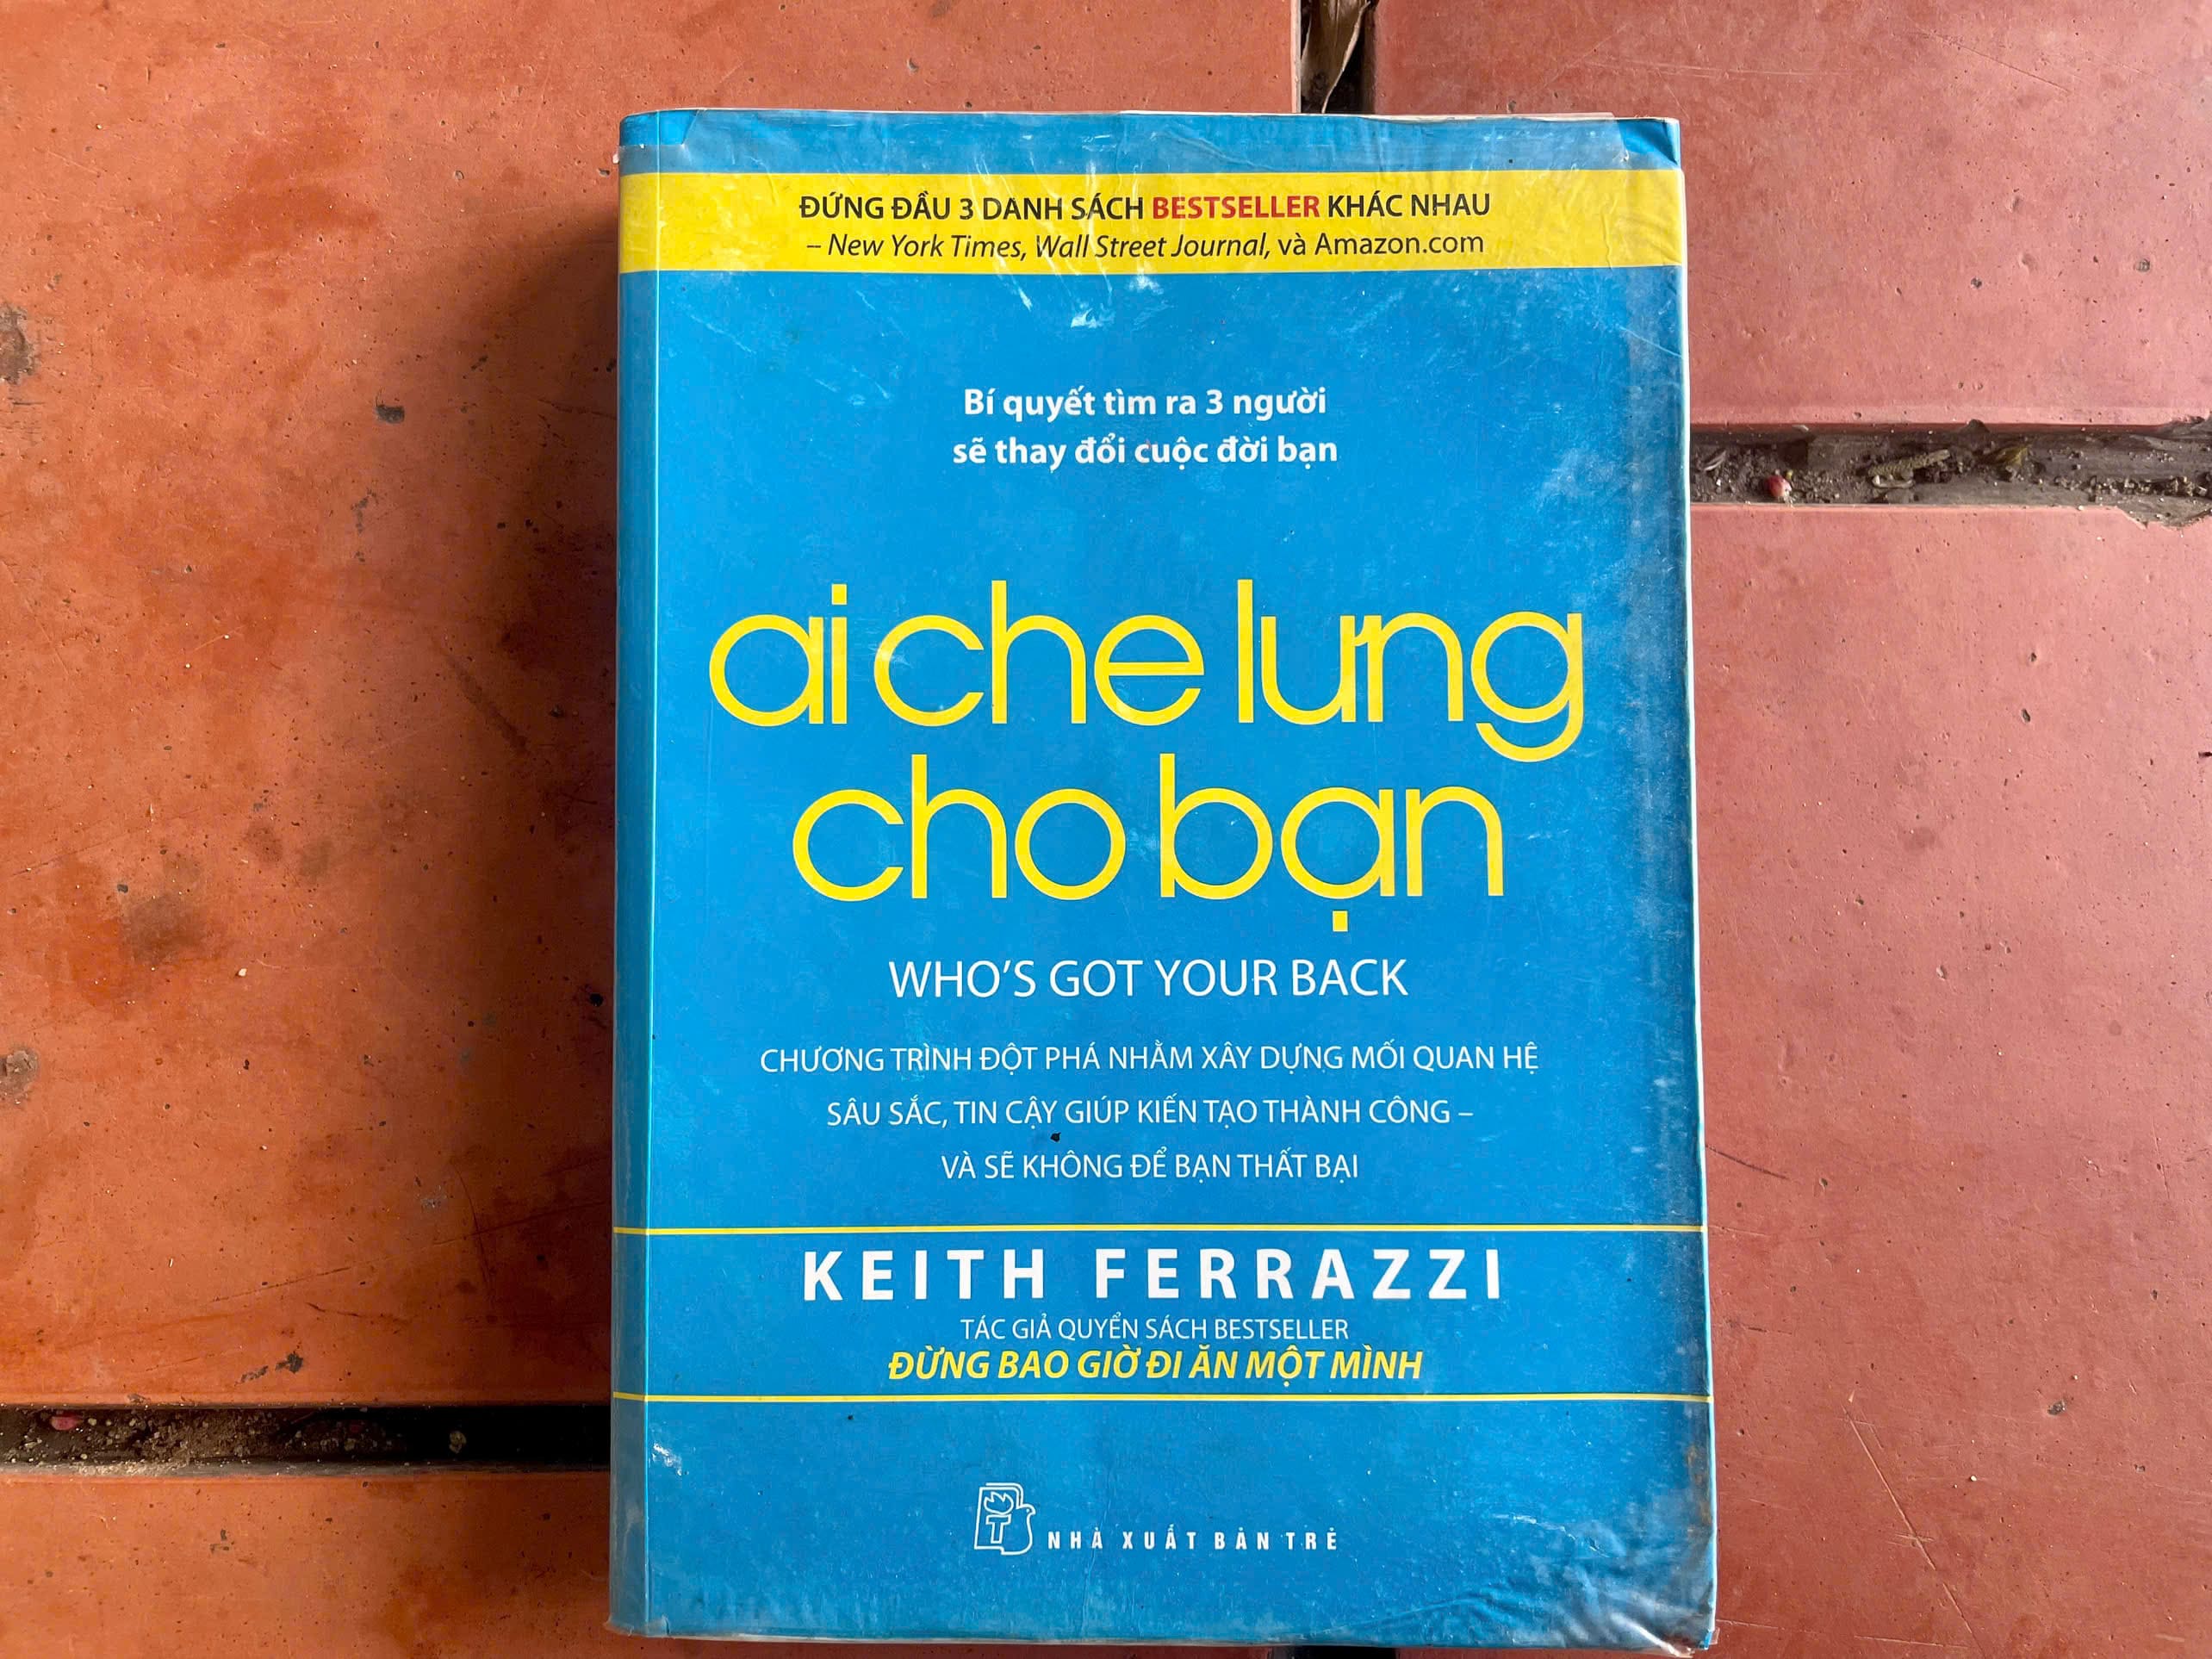 ĐỨNG ĐẦU 3 DANH SÁCH BESTSELLER KHÁC NHAU
– New York Times, Wall Street Journal, và Amazon.com
Bí quyết tìm ra 3 người
sẽ thay đổi cuộc đời bạn
ai che lưng
cho bạn
WHO'S GOT YOUR BACK
CHƯƠNG TRÌNH ĐỘT PHÁ NHẰM XÂY DỰNG MỐI QUAN HỆ
SÂU SẮC, TIN CẬY GIÚP KIẾN TẠO THÀNH CÔNG –
VÀ SẼ KHÔNG ĐỂ BẠN THẤT BẠI
KEITH FERRAZZI
TÁC GIẢ QUYỂN SÁCH BESTSELLER
ĐỪNG BAO GIỜ ĐI ĂN MỘT MÌNH
NHÀ XUẤT BẢN TRẺ